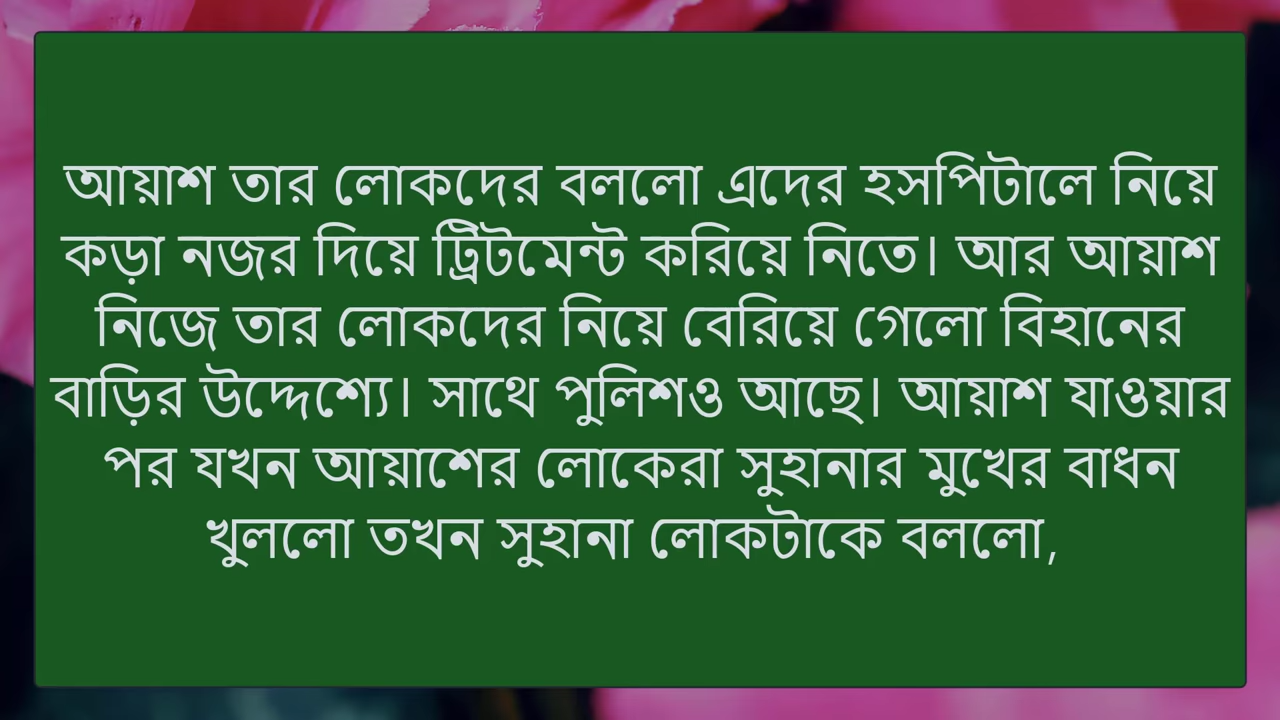 আয়াশ তার লোকদের বললো এদের হসপিটালে নিয়ে
কড়া নজর দিয়ে ট্রিটমেন্ট করিয়ে নিতে। আর আয়াশ
নিজে তার লোকদের নিয়ে বেরিয়ে গেলো বিহানের
বাড়ির উদ্দেশ্যে। সাথে পুলিশও আছে। আয়াশ যাওয়ার
পর যখন আয়াশের লোকেরা সুহানার মুখের বাধন
খুললো তখন সুহানা লোকটাকে বললো,